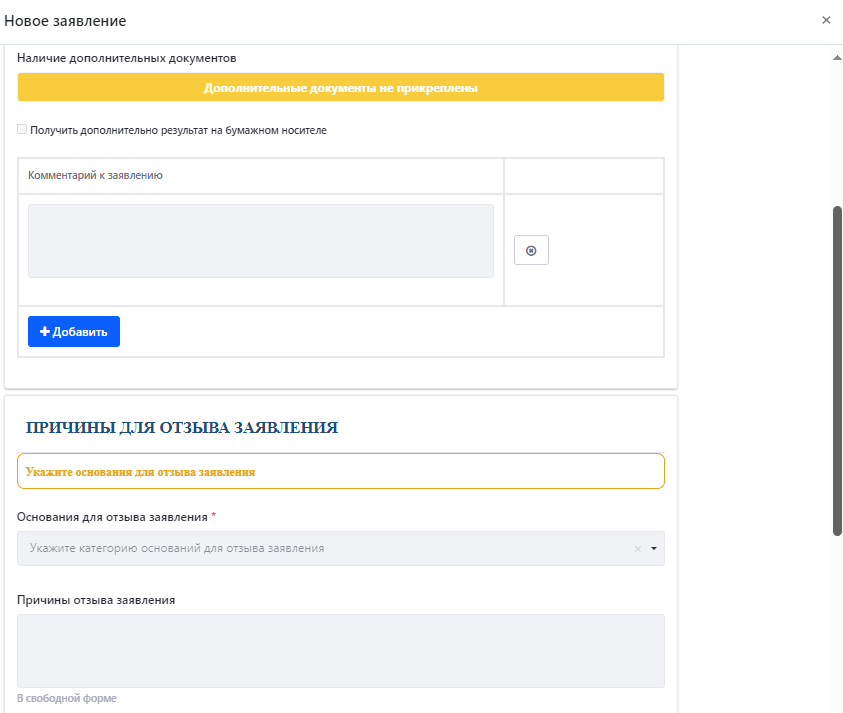 Новое заявление
Наличие дополнительных документов
Дополнительные документы не прикреплены
Получить дополнительно результат на бумажном носителе
Комментарий к заявлению
Добавить
ПРИЧИНЫ ДЛЯ ОТЗЫВА ЗАЯВЛЕНИЯ
Укажите основания для отзыва заявления
Основания для отзыва заявления *
Укажите категорию оснований для отзыва заявления
Причины отзыва заявления
В свободной форме